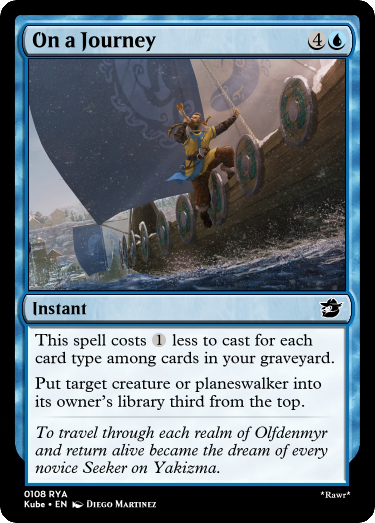 On a Journey 4
Instant
This spell costs 1 less to cast for each
card type among cards in your graveyard.
Put target creature or planeswalker into
its owner's library third from the top.
To travel through each realm of Olfdenmyr
and return alive became the dream of every
novice Seeker on Yakizma.
0108 RYA
Kube • EN Diego Martinez *Rawr*